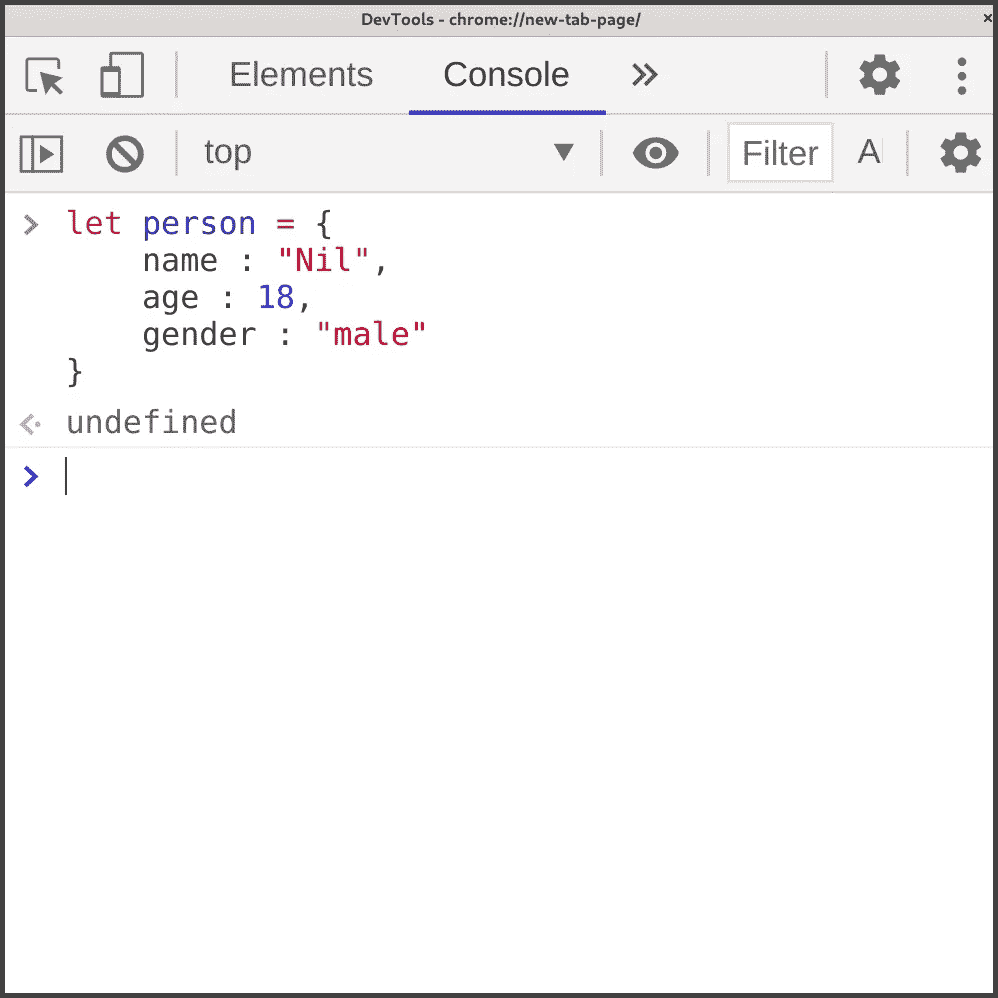 DevTools - chrome://new-tab-page/ ×
Elements Console »
top ▼ Filter A
> let person = {
    name : "Nil",
    age : 18,
    gender : "male"
}
undefined
>